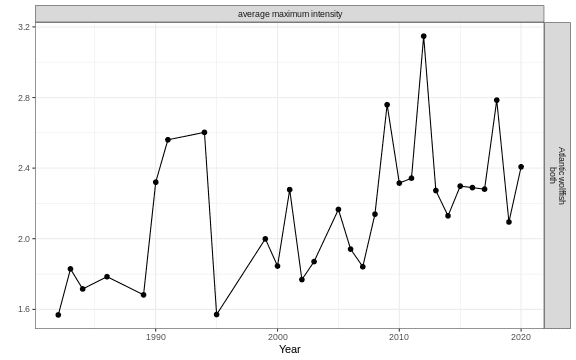 average maximum intensity
3.2
2.8
2.4
2.0
1.6
Atlantic wolffish
both
1990
2000
2010
2020
Year